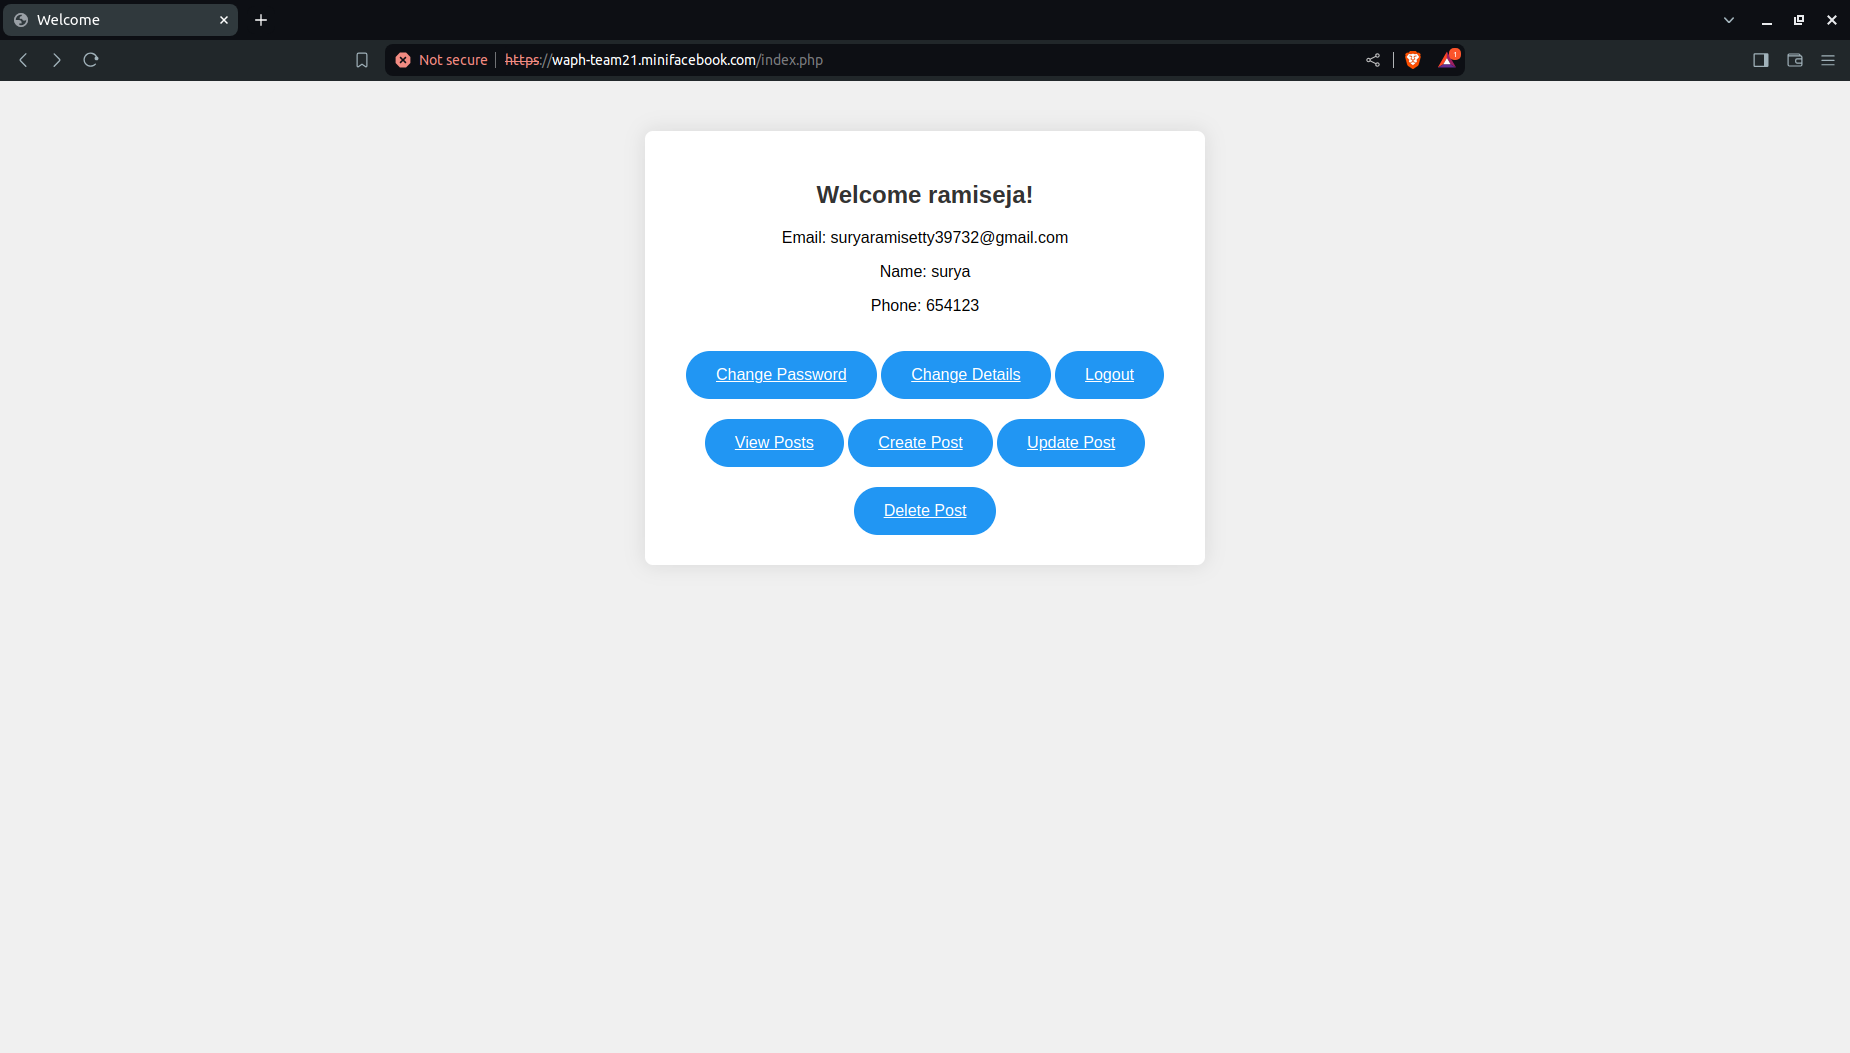 Welcome
Not secure https://waph-team21.minifacebook.com/index.php
1
Welcome ramiseja!
Email: suryaramisetty39732@gmail.com
Name: surya
Phone: 654123
Change Password Change Details Logout
View Posts Create Post Update Post
Delete Post